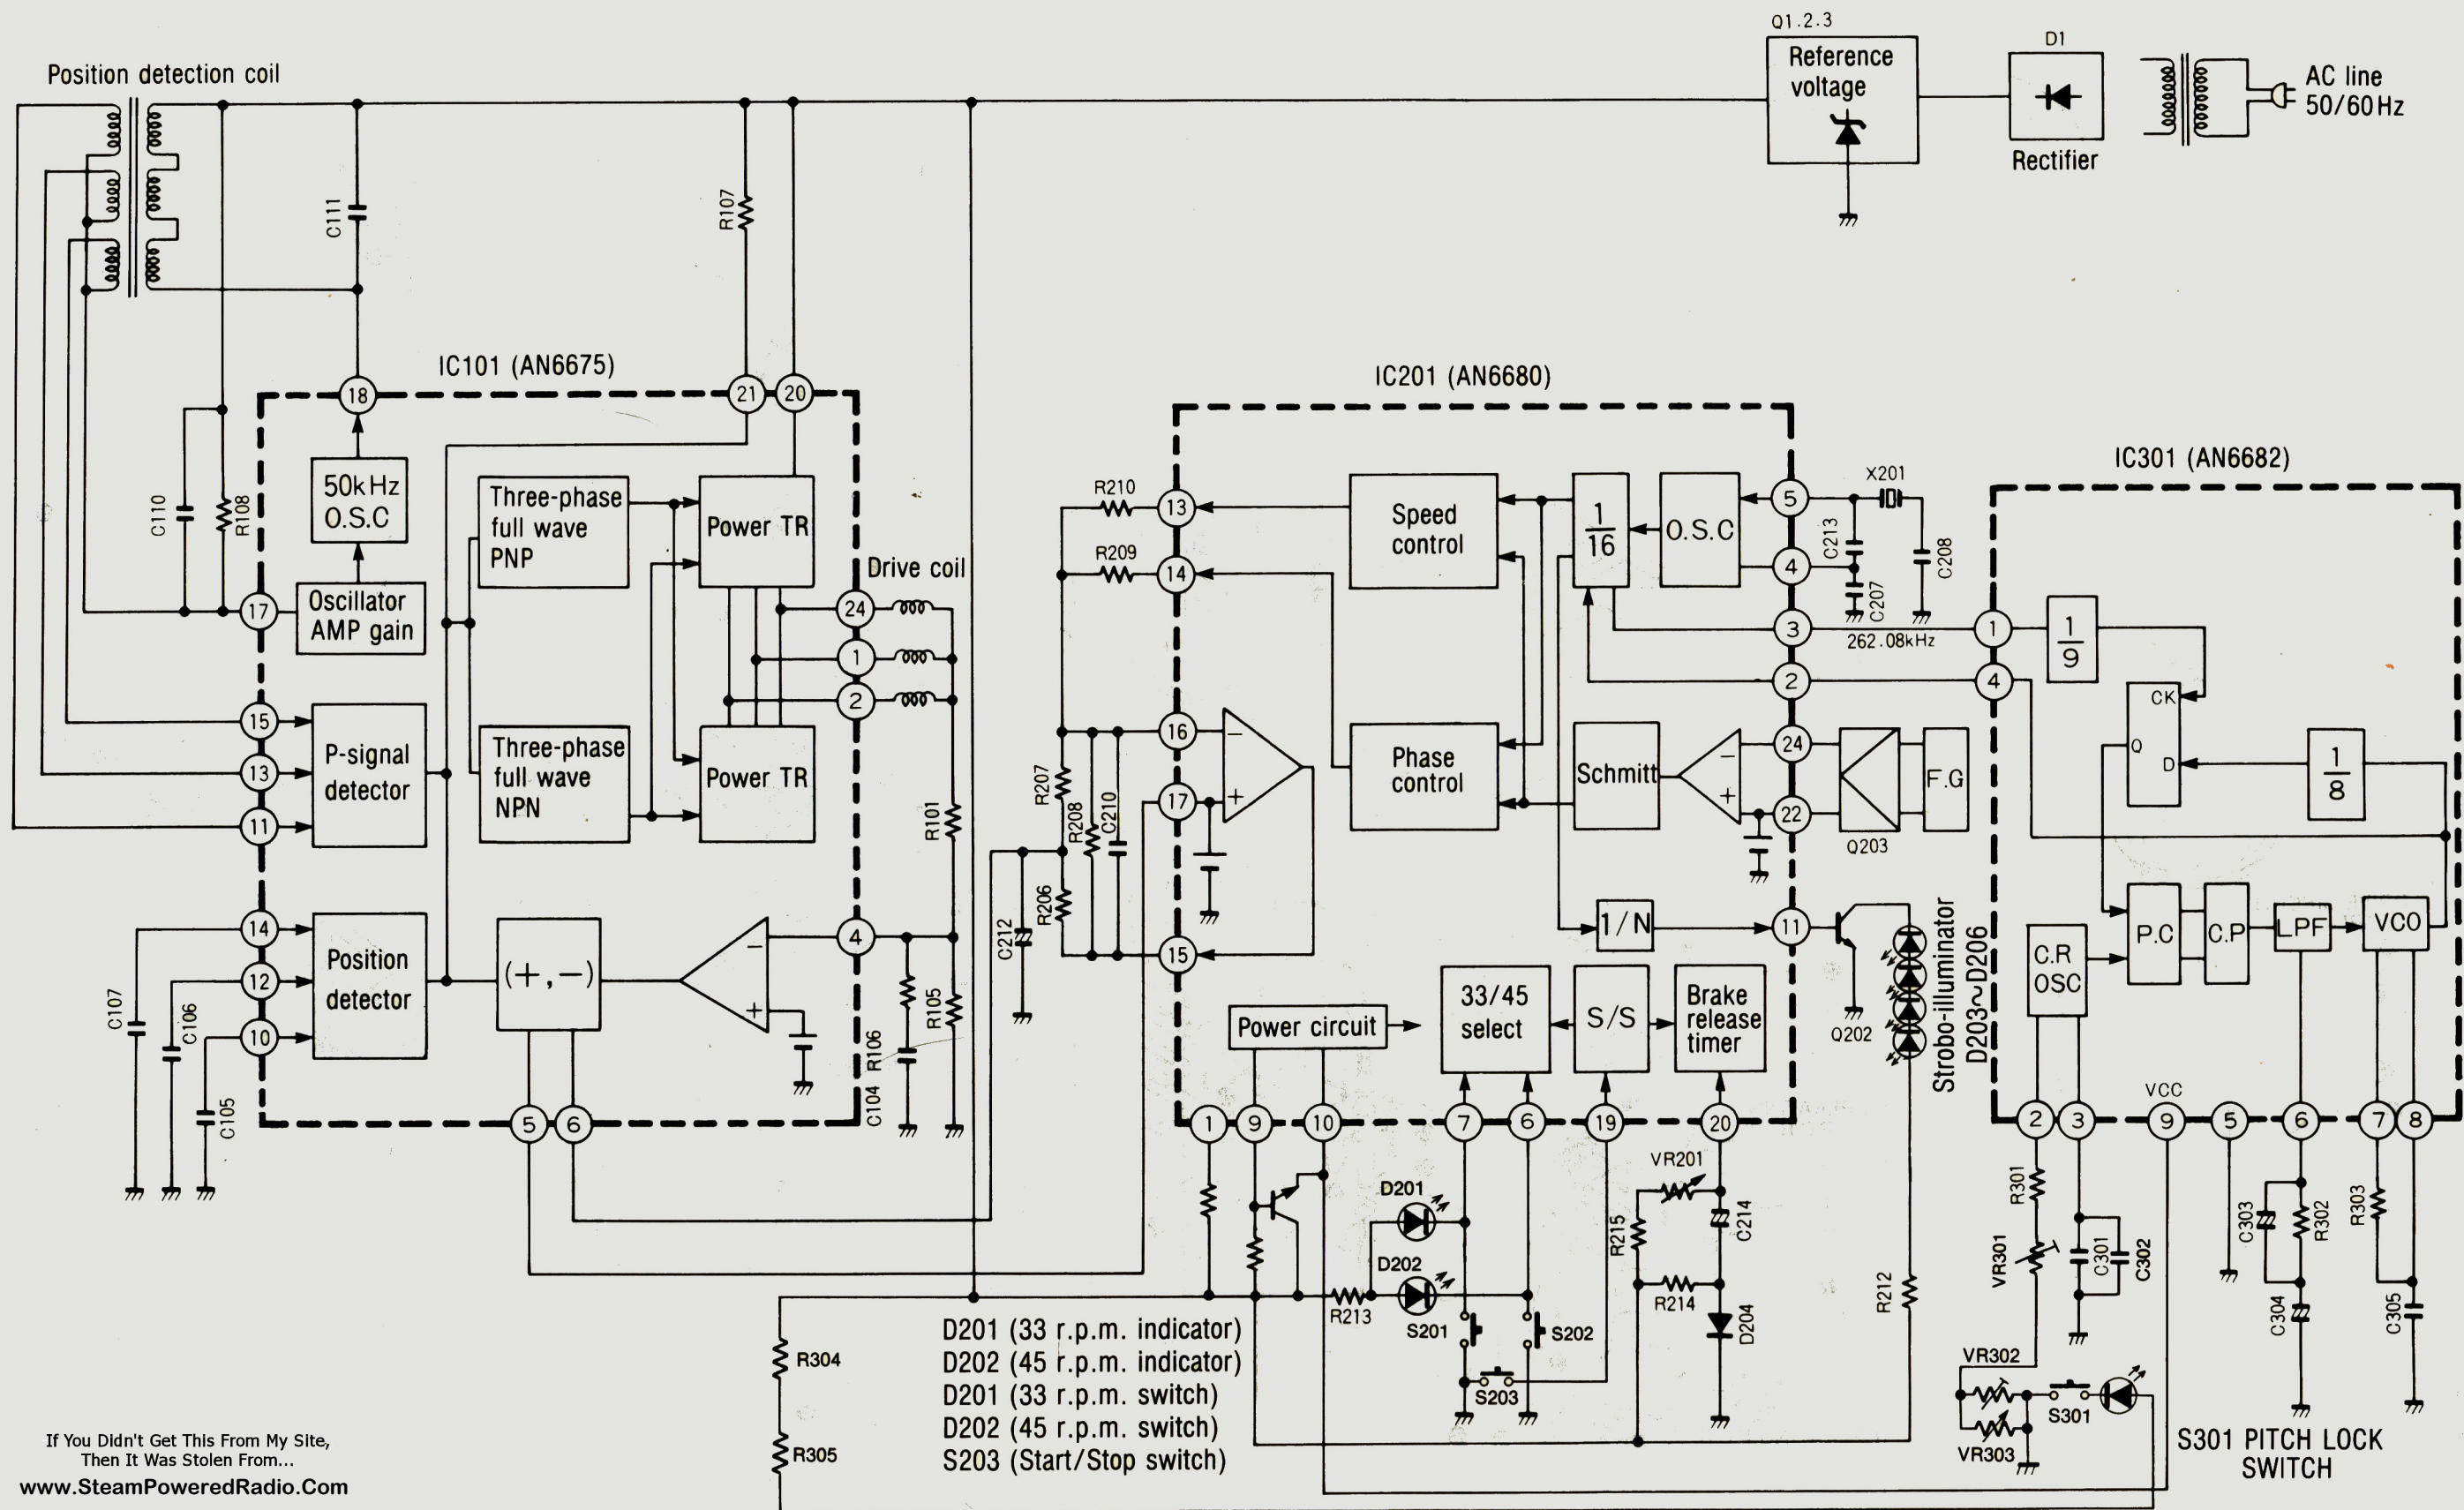 Q1.2.3
Reference
voltage
D1
Rectifier
AC line
50/60Hz
Position detection coil
C111
R107
IC101 (AN6675)
18
21
20
C110
R108
50kHz
O.S.C
Three-phase
full wave
PNP
Power TR
Drive coil
17
Oscillator
AMP gain
24
1
2
15
13
11
P-signal
detector
Three-phase
full wave
NPN
Power TR
R101
14
12
10
Position
detector
(+,−)
−
+
4
C107
C106
C105
R106
C104
R105
5
6
IC201 (AN6680)
R210
13
R209
14
Speed
control
1
16
O.S.C
5
4
3
2
X201
C213
C208
C207
262.08kHz
16
17
−
+
R207
R208
C210
R206
C212
15
Phase
control
Schmitt
−
+
24
22
Q203
F.G
1/N
11
Q202
Strobo-illuminator
D203~D206
Power circuit
33/45
select
S/S
Brake
release
timer
1
9
10
7
6
19
20
D201
D202
R213
S201
S202
S203
VR201
R215
C214
R214
D204
R212
IC301 (AN6682)
1
4
1
9
CK
Q
D
1
8
C.R
OSC
P.C
C.P
LPF
VCO
VCC
2
3
9
5
6
7
8
R301
VR301
C301
C302
C303
R302
C304
R303
C305
VR302
VR303
S301
S301 PITCH LOCK
SWITCH
R304
R305
D201 (33 r.p.m. indicator)
D202 (45 r.p.m. indicator)
D201 (33 r.p.m. switch)
D202 (45 r.p.m. switch)
S203 (Start/Stop switch)
If You Didn't Get This From My Site,
Then It Was Stolen From...
www.SteamPoweredRadio.Com